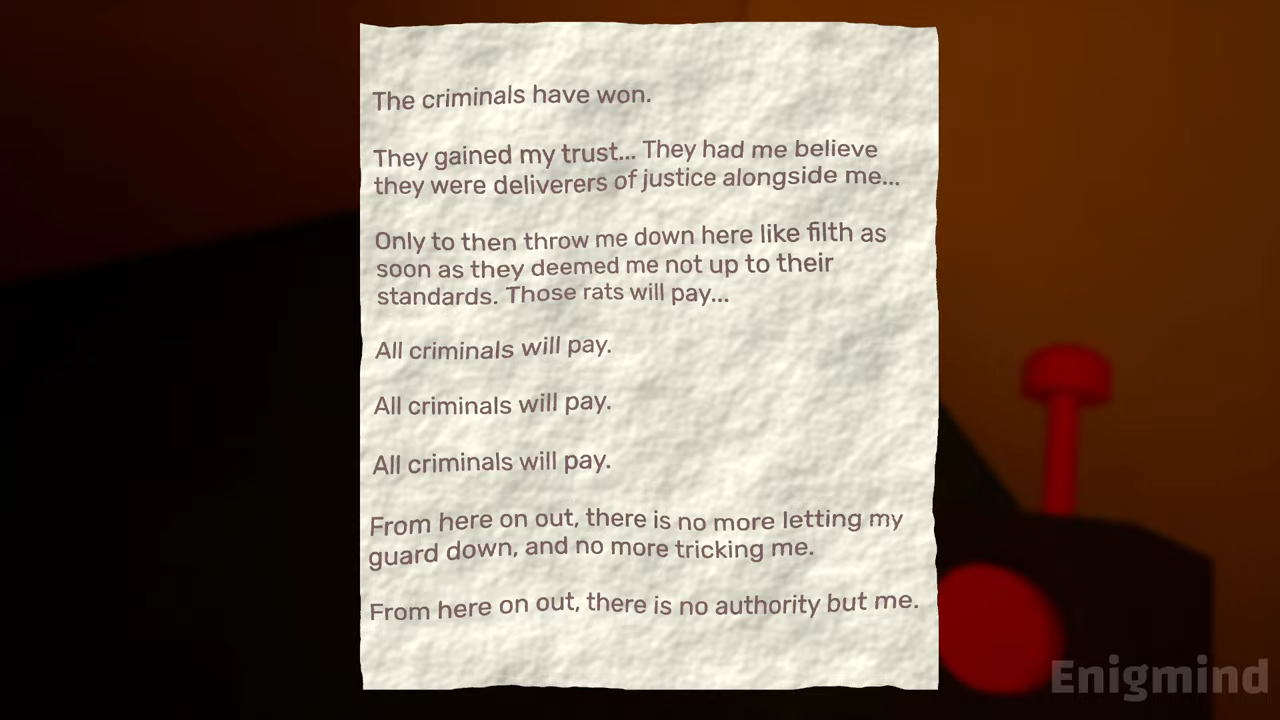 The criminals have won.
They gained my trust... They had me believe
they were deliverers of justice alongside me...
Only to then throw me down here like filth as
soon as they deemed me not up to their
standards. Those rats will pay...
All criminals will pay.
All criminals will pay.
All criminals will pay.
From here on out, there is no more letting my
guard down, and no more tricking me.
From here on out, there is no authority but me.
Enigmind